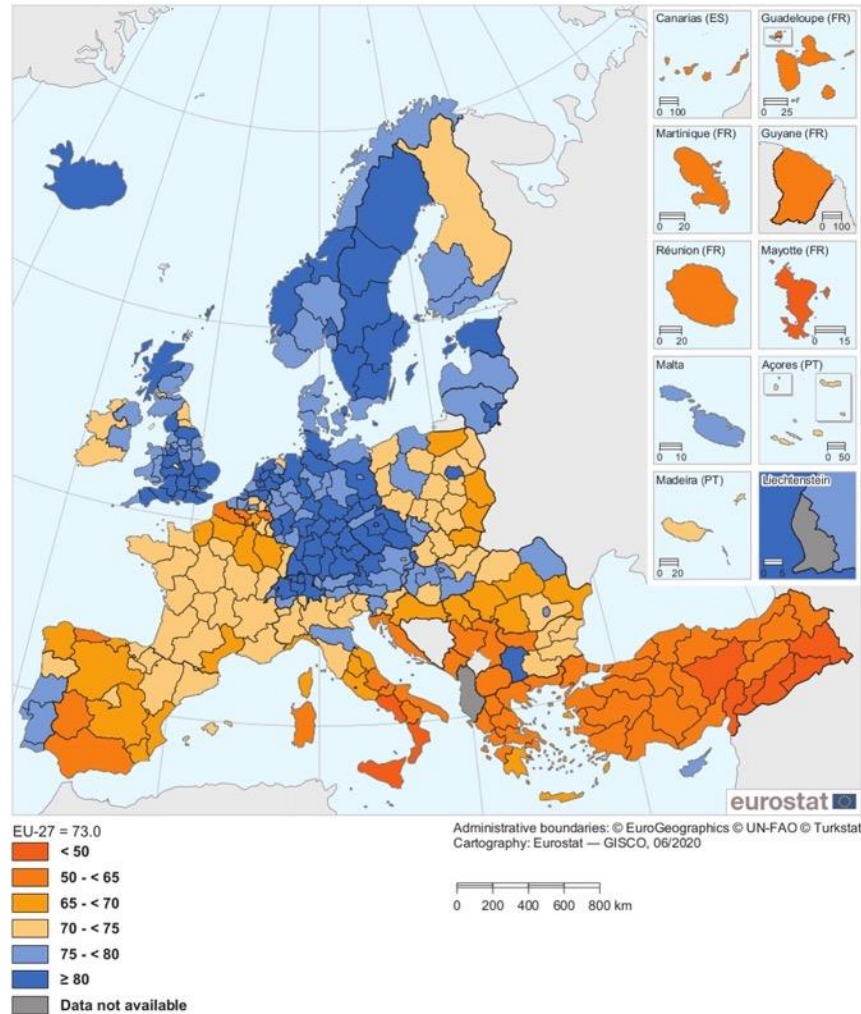 Canarias (ES)
0 100
Guadeloupe (FR)
0 25
Martinique (FR)
0 20
Guyane (FR)
0 100
Réunion (FR)
0 20
Mayotte (FR)
0 15
Malta
0 10
Açores (PT)
0 50
Madeira (PT)
0 20
Liechtenstein
eurostat
EU-27 = 73.0
< 50
50 - < 65
65 - < 70
70 - < 75
75 - < 80
≥ 80
Data not available
Administrative boundaries: © EuroGeographics © UN-FAO © Turkstat
Cartography: Eurostat — GISCO, 06/2020
0 200 400 600 800 km